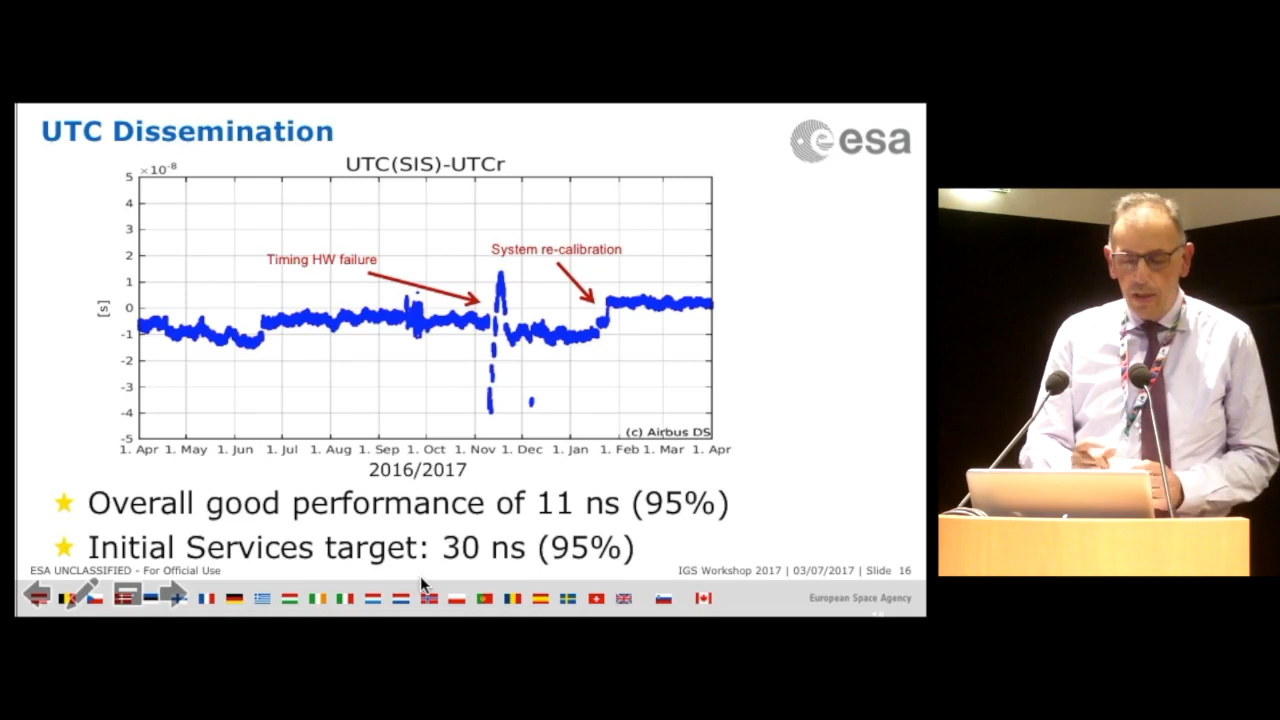 UTC Dissemination
esa
UTC(SIS)-UTCr
×10⁻⁸
5
4
3
2
1
0
-1
-2
-3
-4
-5
[s]
Timing HW failure
System re-calibration
(c) Airbus DS
1. Apr 1. May 1. Jun 1. Jul 1. Aug 1. Sep 1. Oct 1. Nov 1. Dec 1. Jan 1. Feb 1. Mar 1. Apr
2016/2017
Overall good performance of 11 ns (95%)
Initial Services target: 30 ns (95%)
ESA UNCLASSIFIED - For Official Use
IGS Workshop 2017 | 03/07/2017 | Slide 16
European Space Agency